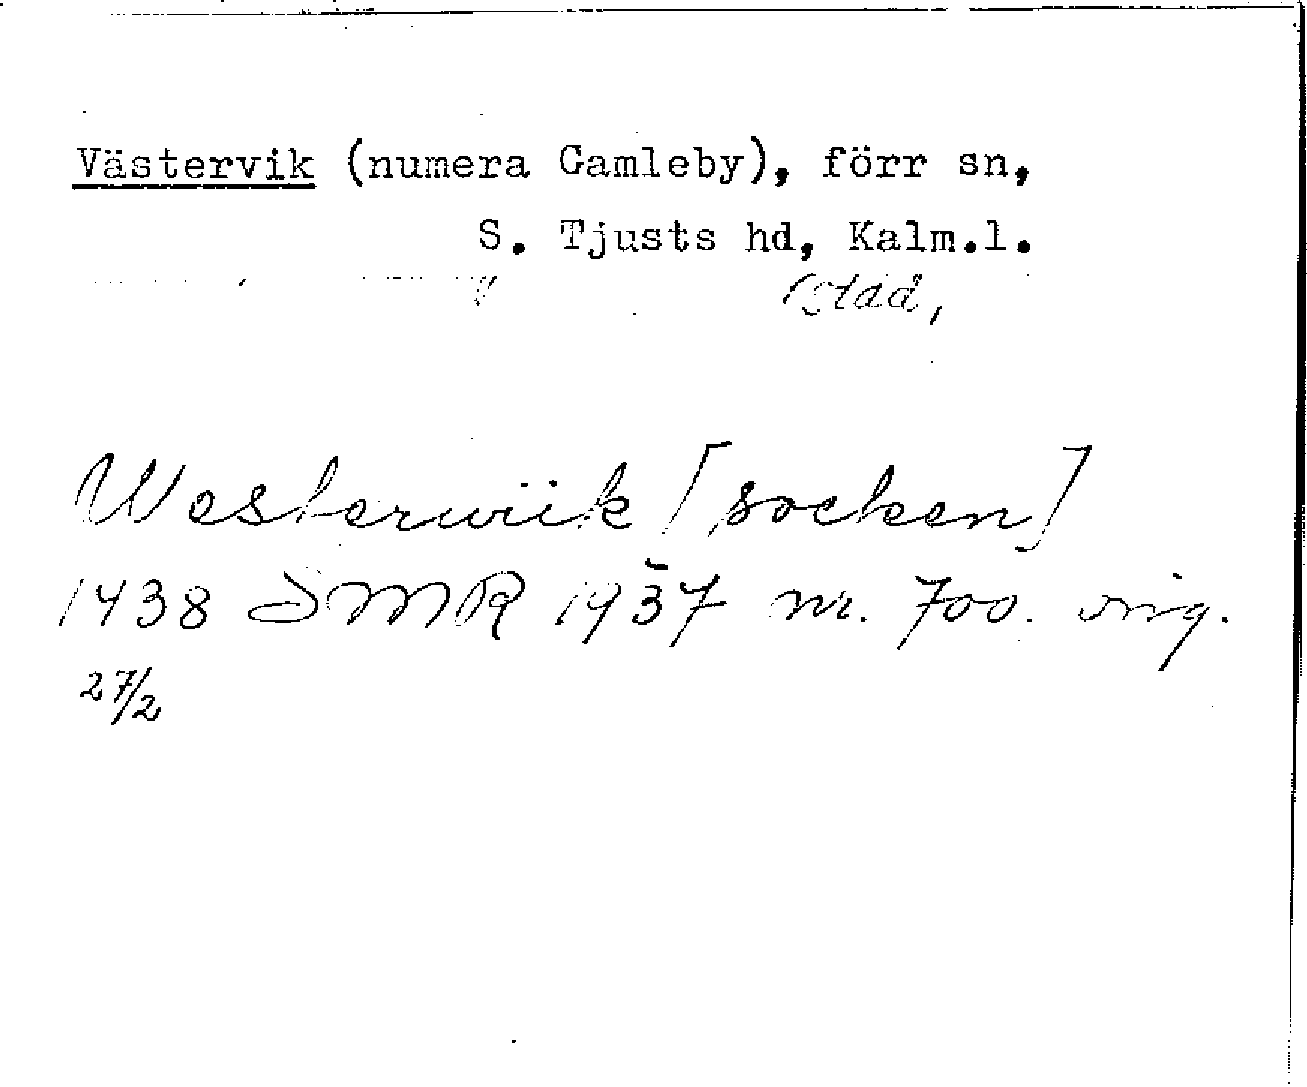 Västervik (numera Gamleby), förr sn,
S. Tjusts hd, Kalm.l.
(stad,
Westerwiik [socken]
1438 SMR 1937 nr. 700. orig.
27/2